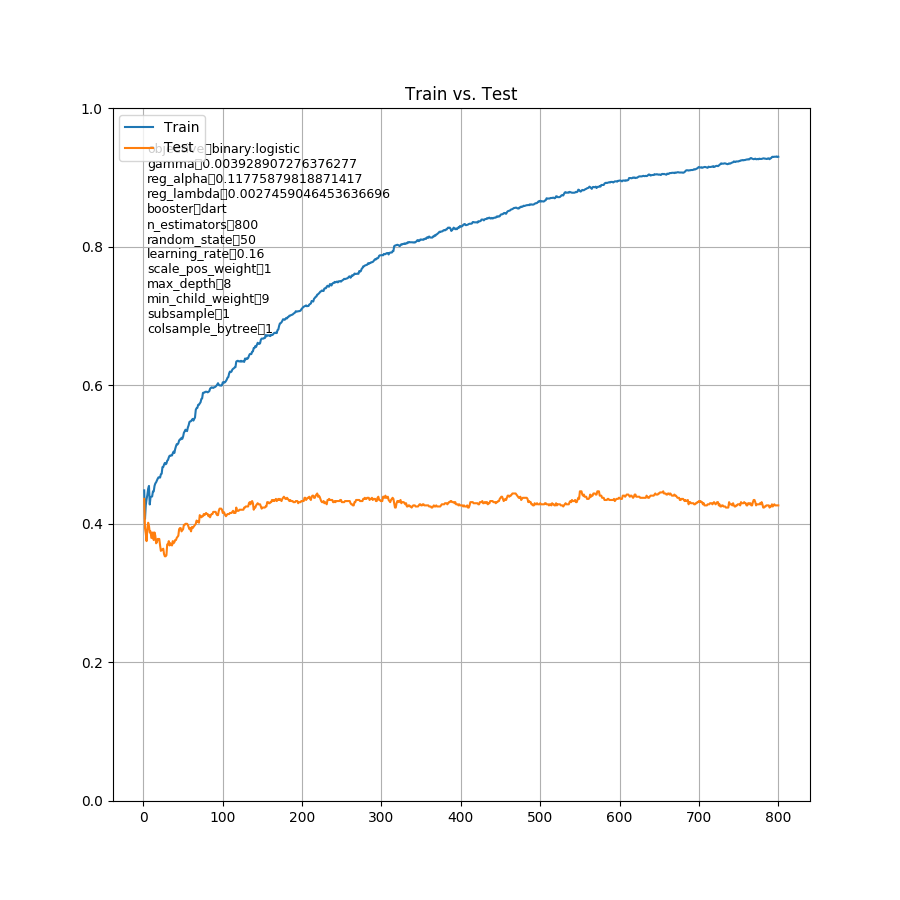 Train vs. Test
1.0
0.8
0.6
0.4
0.2
0.0
Train
Test
objective▯binary:logistic
gamma▯0.003928907276376277
reg_alpha▯0.11775879818871417
reg_lambda▯0.0027459046453636696
booster▯dart
n_estimators▯800
random_state▯50
learning_rate▯0.16
scale_pos_weight▯1
max_depth▯8
min_child_weight▯9
subsample▯1
colsample_bytree▯1
0 100 200 300 400 500 600 700 800